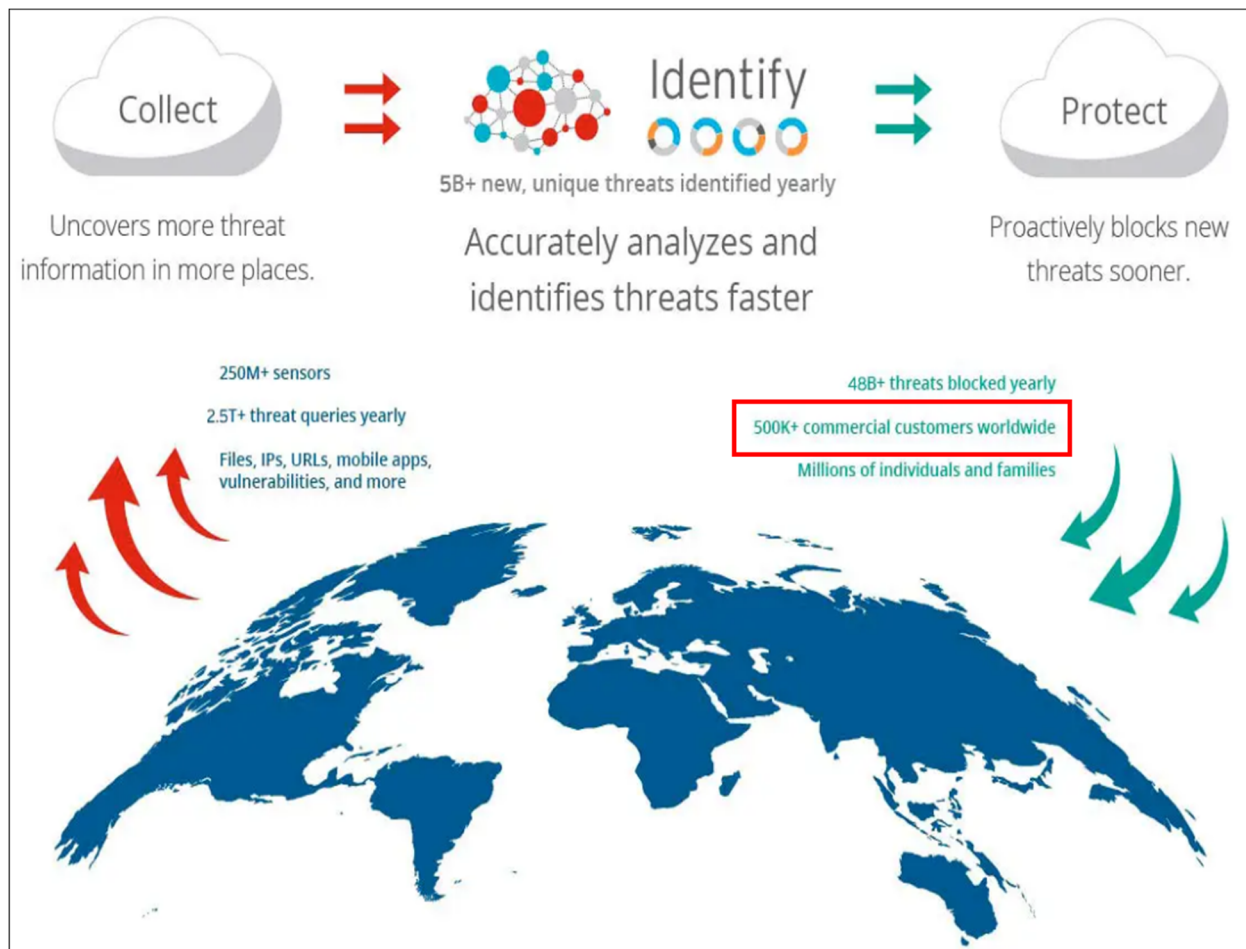 Collect
Identify
Protect
5B+ new, unique threats identified yearly
Uncovers more threat
information in more places.
Accurately analyzes and
identifies threats faster
Proactively blocks new
threats sooner.
250M+ sensors
2.5T+ threat queries yearly
Files, IPs, URLs, mobile apps,
vulnerabilities, and more
48B+ threats blocked yearly
500K+ commercial customers worldwide
Millions of individuals and families